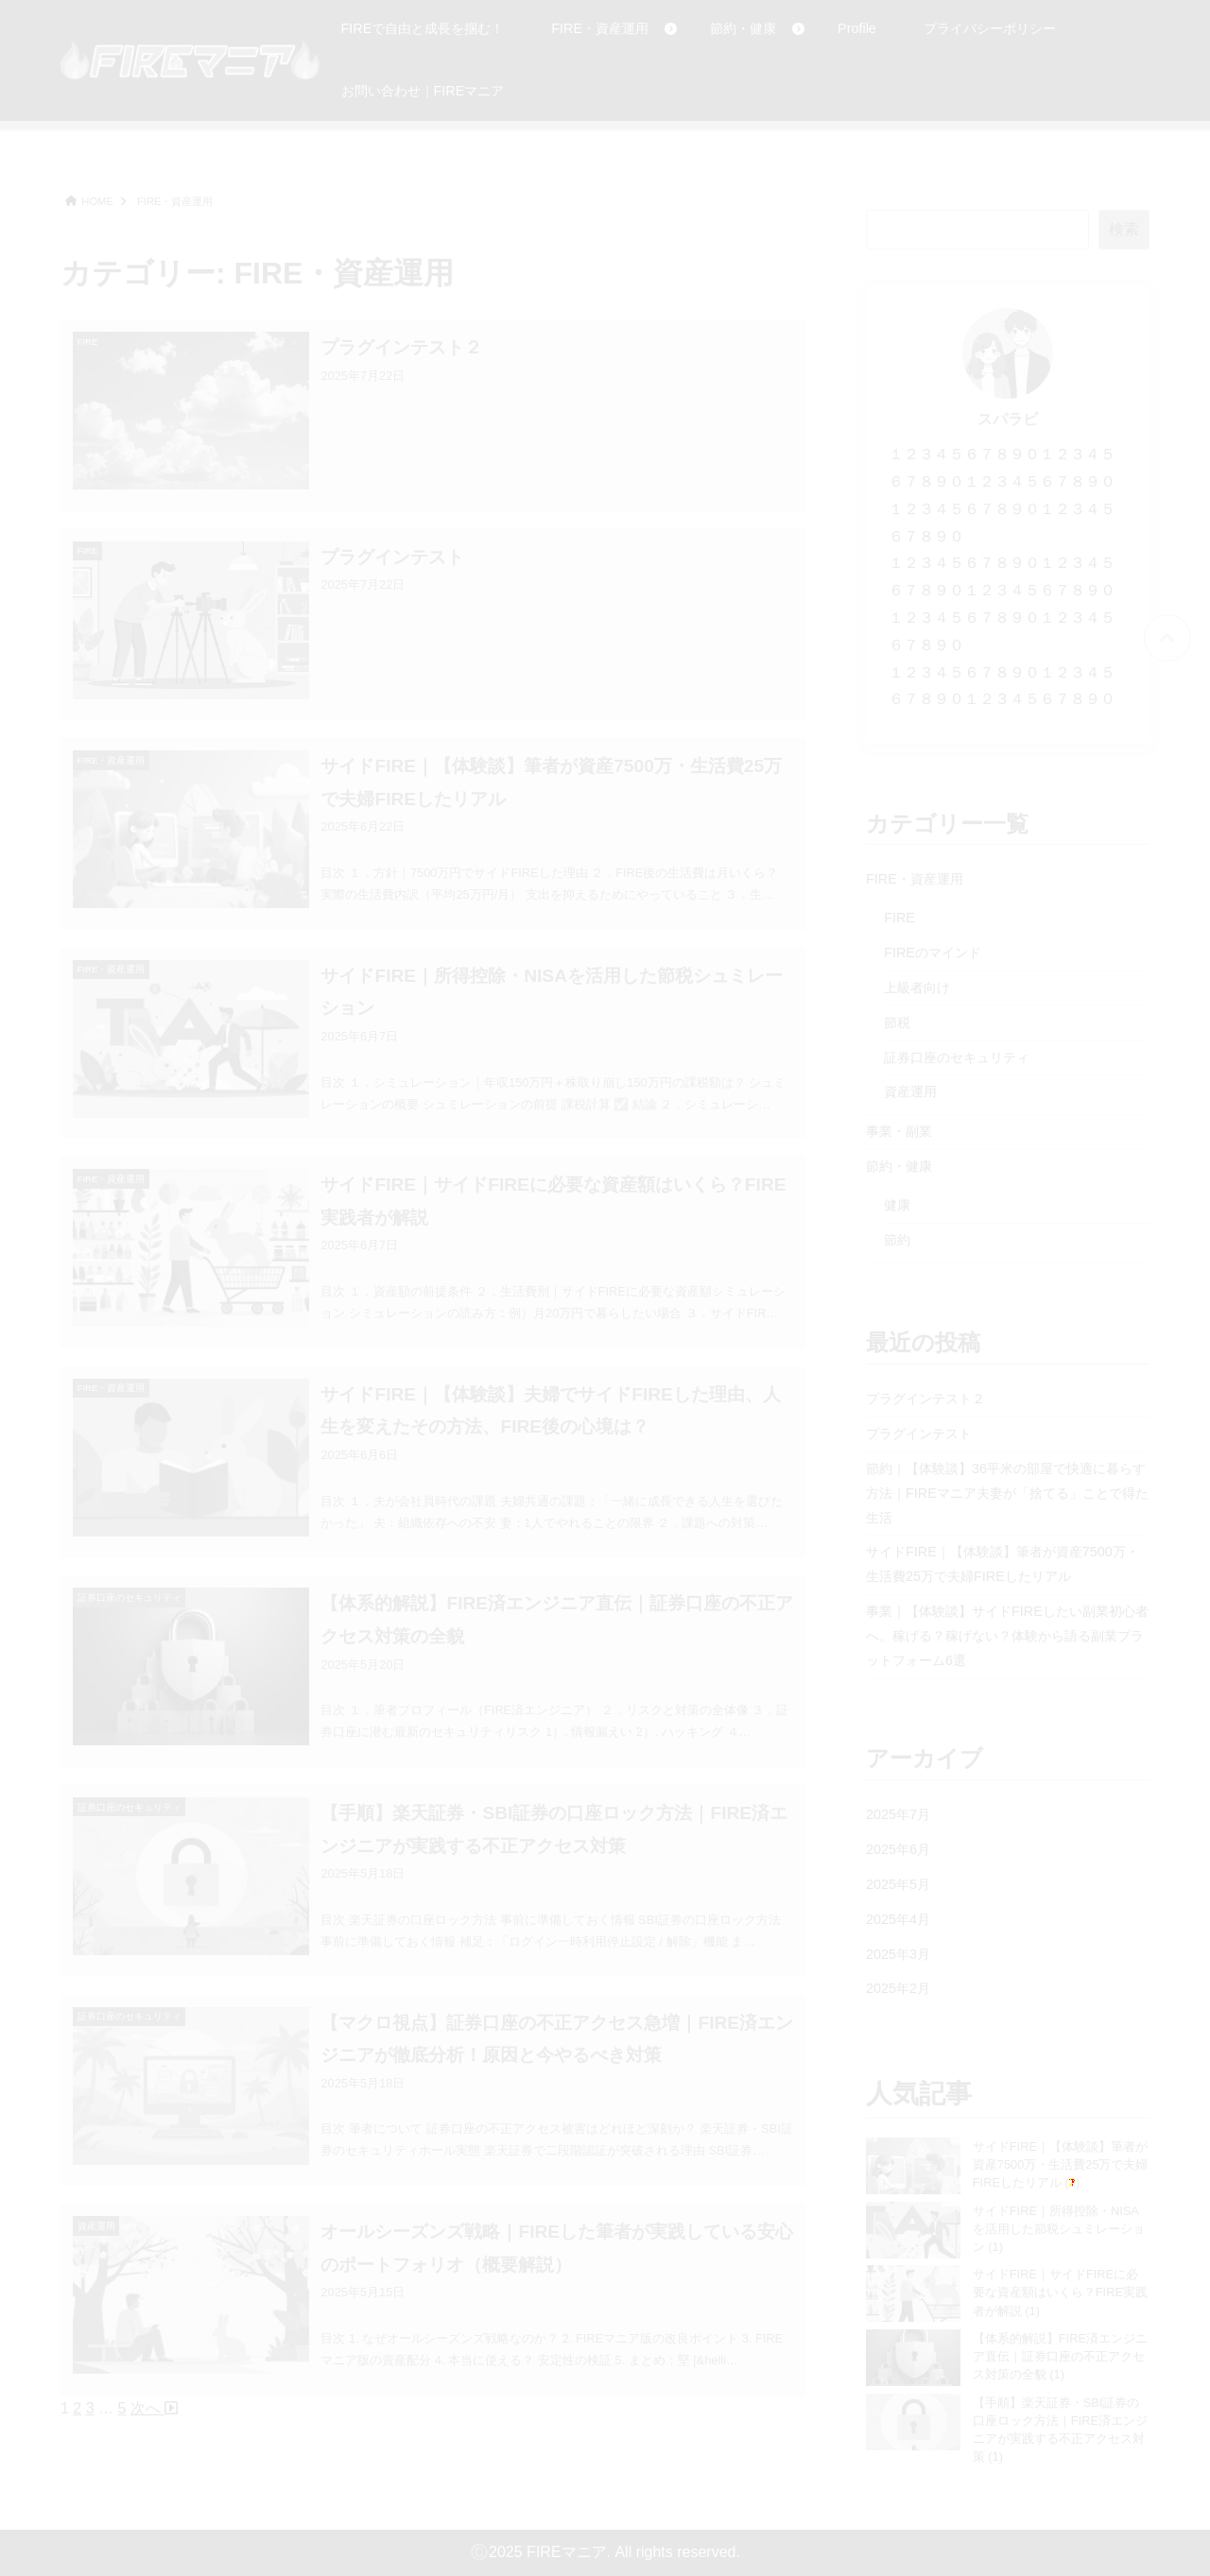 FIREマニア
FIREで自由と成長を掴む！
FIRE・資産運用
節約・健康
Profile
プライバシーポリシー
お問い合わせ｜FIREマニア
HOME
FIRE・資産運用
カテゴリー: FIRE・資産運用
FIRE
プラグインテスト２
2025年7月22日
FIRE
プラグインテスト
2025年7月22日
FIRE・資産運用
サイドFIRE｜【体験談】筆者が資産7500万・生活費25万
で夫婦FIREしたリアル
2025年6月22日
目次 １．方針｜7500万円でサイドFIREした理由 ２．FIRE後の生活費は月いくら？
実際の生活費内訳（平均25万円/月） 支出を抑えるためにやっていること ３．生…
FIRE・資産運用
サイドFIRE｜所得控除・NISAを活用した節税シュミレー
ション
2025年6月7日
目次 １．シミュレーション｜年収150万円＋株取り崩し150万円の課税額は？ シュミ
レーションの概要 シュミレーションの前提 課税計算 ✅ 結論 ２．シミュレーシ…
FIRE・資産運用
サイドFIRE｜サイドFIREに必要な資産額はいくら？FIRE
実践者が解説
2025年6月7日
目次 １．資産額の前提条件 ２．生活費別｜サイドFIREに必要な資産額シミュレーシ
ョン シミュレーションの読み方：例）月20万円で暮らしたい場合 ３．サイドFIR…
FIRE・資産運用
サイドFIRE｜【体験談】夫婦でサイドFIREした理由、人
生を変えたその方法、FIRE後の心境は？
2025年6月6日
目次 １．夫が会社員時代の課題 夫婦共通の課題：「一緒に成長できる人生を選びた
かった」 夫：組織依存への不安 妻：1人でやれることの限界 ２．課題への対策…
証券口座のセキュリティ
【体系的解説】FIRE済エンジニア直伝｜証券口座の不正ア
クセス対策の全貌
2025年5月20日
目次 １．筆者プロフィール（FIRE済エンジニア） ２．リスクと対策の全体像 ３．証
券口座に潜む最新のセキュリティリスク 1）. 情報漏えい 2）. ハッキング ４…
証券口座のセキュリティ
【手順】楽天証券・SBI証券の口座ロック方法｜FIRE済エ
ンジニアが実践する不正アクセス対策
2025年5月18日
目次 楽天証券の口座ロック方法 事前に準備しておく情報 SBI証券の口座ロック方法
事前に準備しておく情報 補足：「ログイン一時利用停止設定 / 解除」機能 ま…
証券口座のセキュリティ
【マクロ視点】証券口座の不正アクセス急増｜FIRE済エン
ジニアが徹底分析！原因と今やるべき対策
2025年5月18日
目次 筆者について 証券口座の不正アクセス被害はどれほど深刻か？ 楽天証券・SBI証
券のセキュリティホール実態 楽天証券で二段階認証が突破される理由 SBI証券…
資産運用
オールシーズンズ戦略｜FIREした筆者が実践している安心
のポートフォリオ（概要解説）
2025年5月15日
目次 1. なぜオールシーズンズ戦略なのか？ 2. FIREマニア版の改良ポイント 3. FIRE
マニア版の資産配分 4. 本当に使える？ 安定性の検証 5. まとめ：堅 [&helli…
1 2 3 … 5 次へ
検索
スパラビ
１２３４５６７８９０１２３４５
６７８９０１２３４５６７８９０
１２３４５６７８９０１２３４５
６７８９０
１２３４５６７８９０１２３４５
６７８９０１２３４５６７８９０
１２３４５６７８９０１２３４５
６７８９０
１２３４５６７８９０１２３４５
６７８９０１２３４５６７８９０
カテゴリー一覧
FIRE・資産運用
FIRE
FIREのマインド
上級者向け
節税
証券口座のセキュリティ
資産運用
事業・副業
節約・健康
健康
節約
最近の投稿
プラグインテスト２
プラグインテスト
節約｜【体験談】36平米の部屋で快適に暮らす
方法｜FIREマニア夫妻が「捨てる」ことで得た
生活
サイドFIRE｜【体験談】筆者が資産7500万・
生活費25万で夫婦FIREしたリアル
事業｜【体験談】サイドFIREしたい副業初心者
へ。稼げる？稼げない？体験から語る副業プラ
ットフォーム6選
アーカイブ
2025年7月
2025年6月
2025年5月
2025年4月
2025年3月
2025年2月
人気記事
サイドFIRE｜【体験談】筆者が
資産7500万・生活費25万で夫婦
FIREしたリアル
サイドFIRE｜所得控除・NISA
を活用した節税シュミレーショ
ン (1)
サイドFIRE｜サイドFIREに必
要な資産額はいくら？FIRE実践
者が解説 (1)
【体系的解説】FIRE済エンジニ
ア直伝｜証券口座の不正アクセ
ス対策の全貌 (1)
【手順】楽天証券・SBI証券の
口座ロック方法｜FIRE済エンジ
ニアが実践する不正アクセス対
策 (1)
Ⓒ2025 FIREマニア. All rights reserved.